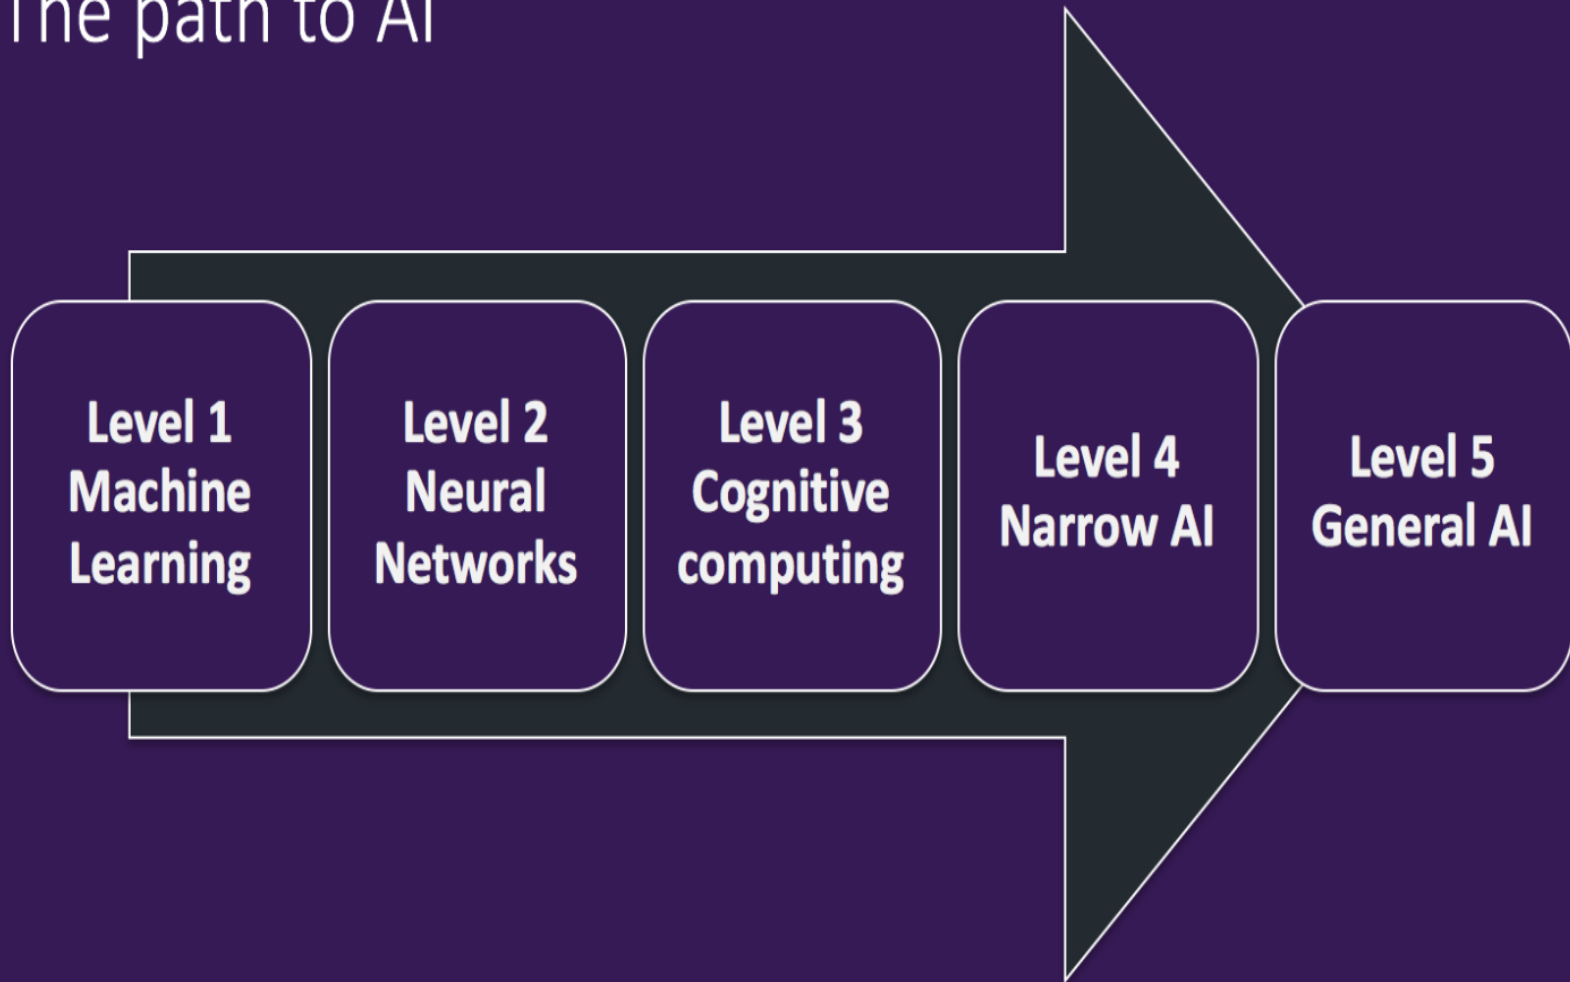 The path to AI
Level 1
Machine
Learning
Level 2
Neural
Networks
Level 3
Cognitive
computing
Level 4
Narrow AI
Level 5
General AI